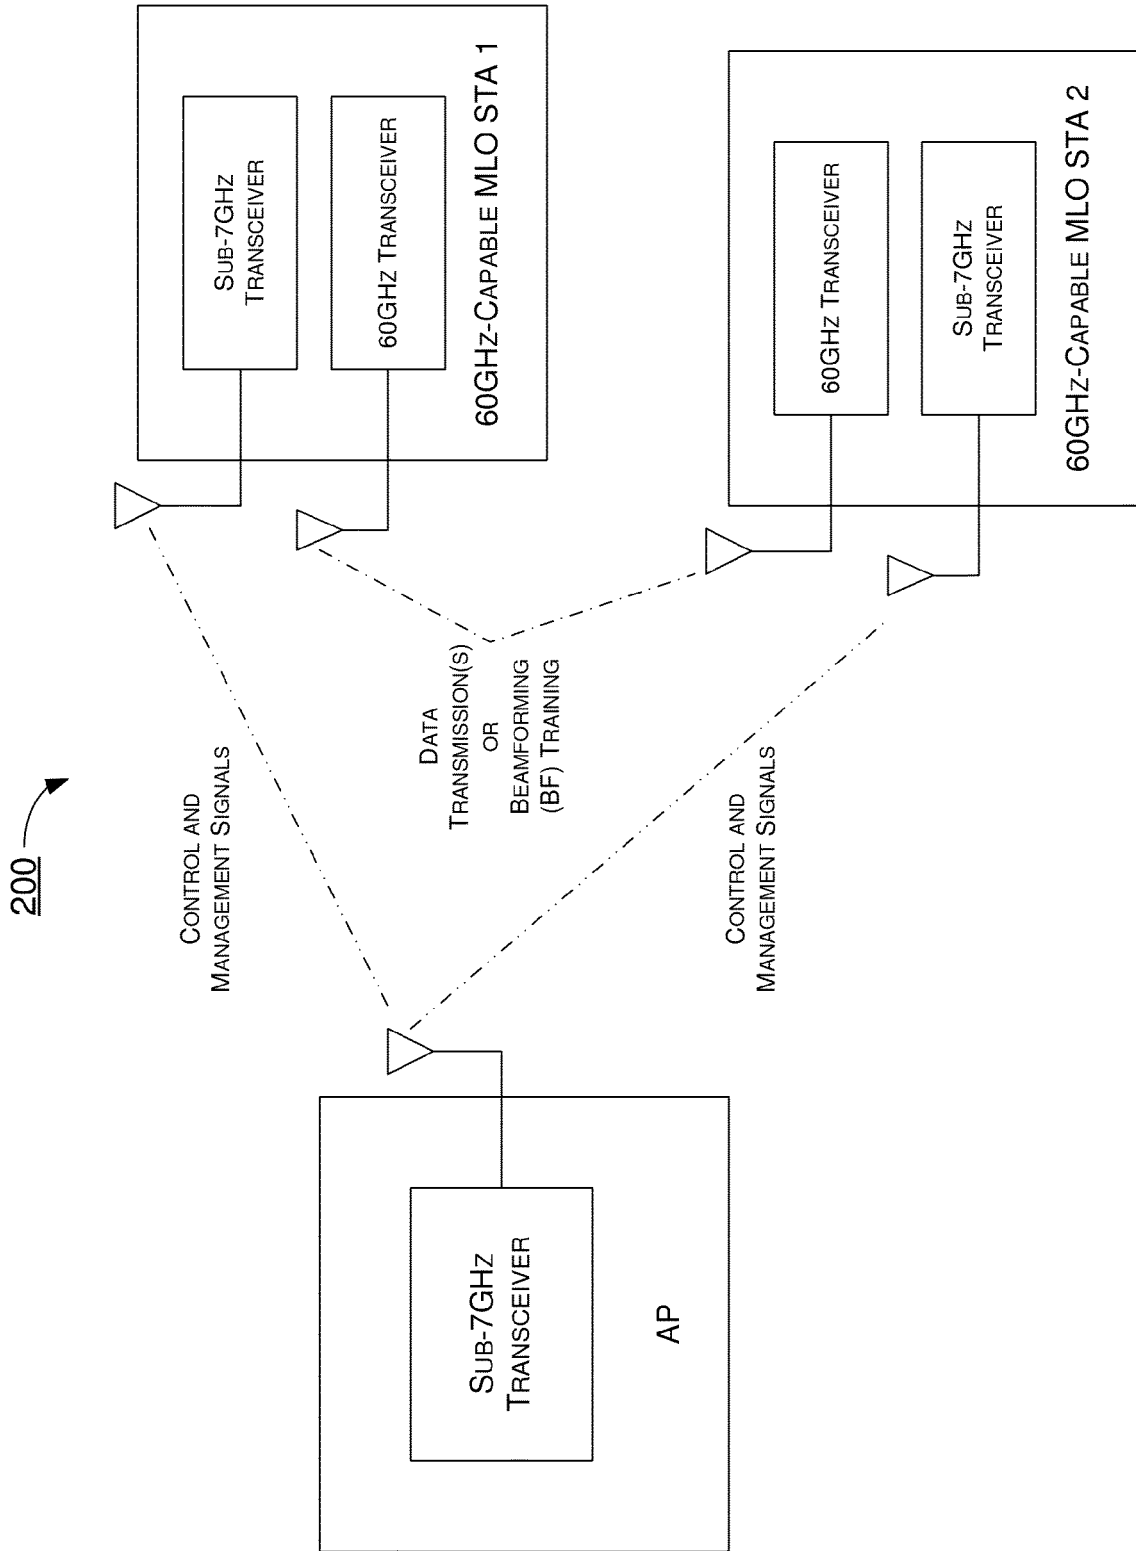 200
CONTROL AND
MANAGEMENT SIGNALS
SUB-7GHZ
TRANSCEIVER
60GHZ TRANSCEIVER
60GHZ-CAPABLE MLO STA 1
DATA
TRANSMISSION(S)
OR
BEAMFORMING
(BF) TRAINING
SUB-7GHZ
TRANSCEIVER
AP
CONTROL AND
MANAGEMENT SIGNALS
60GHZ TRANSCEIVER
SUB-7GHZ
TRANSCEIVER
60GHZ-CAPABLE MLO STA 2